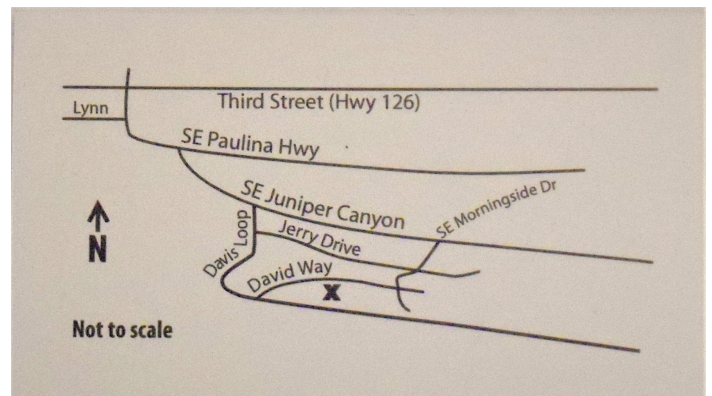 Lynn
Third Street (Hwy 126)
SE Paulina Hwy
SE Juniper Canyon
SE Morningside Dr
Davis Loop
Jerry Drive
David Way
X
N
Not to scale